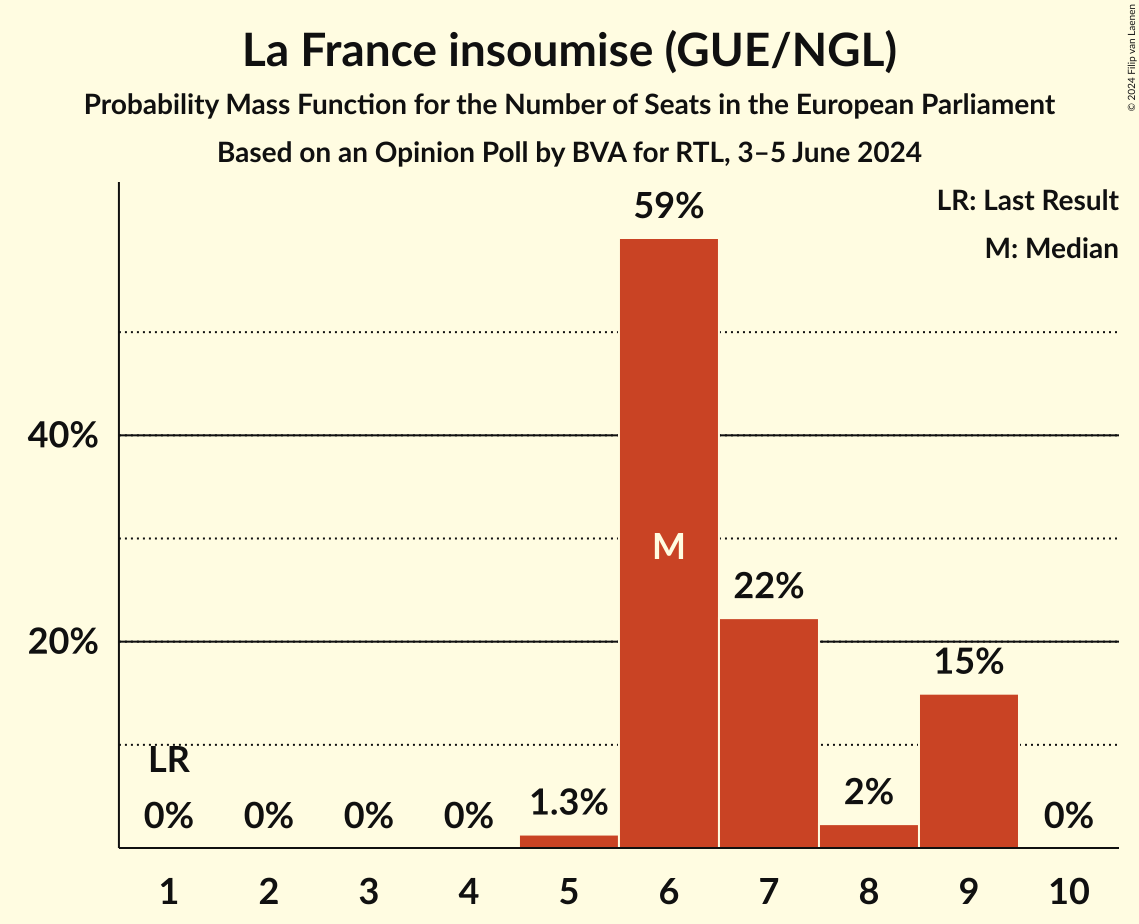 La France insoumise (GUE/NGL)
Probability Mass Function for the Number of Seats in the European Parliament
Based on an Opinion Poll by BVA for RTL, 3–5 June 2024
© 2024 Filip van Laenen
LR: Last Result
M: Median
59%
40%
M
22%
20%
15%
LR
0%
0%
0%
0%
1.3%
2%
0%
1
2
3
4
5
6
7
8
9
10